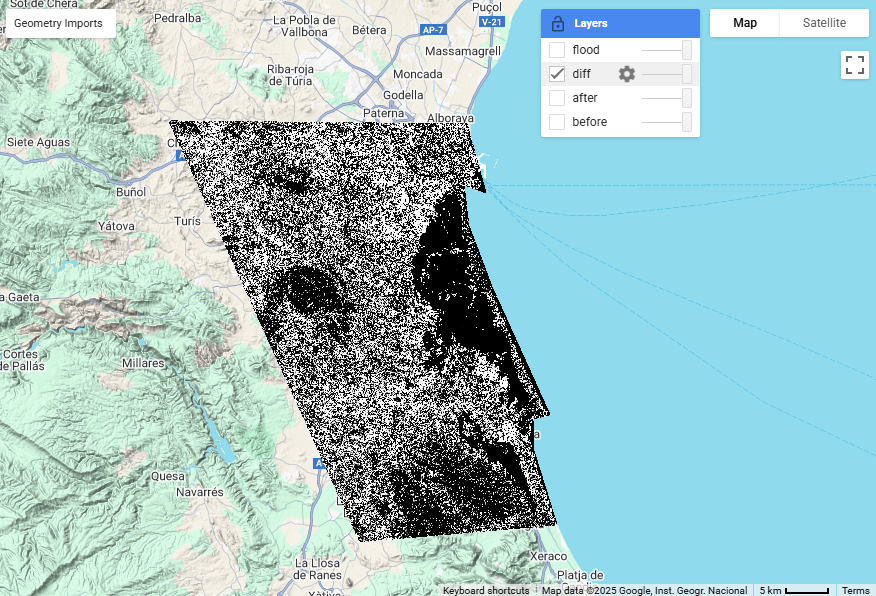 Sot de Chera
Geometry Imports
Pedralba
La Pobla de
Vallbona
Bétera
Puçol
V-21
AP-7
Massamagrell
Riba-roja
de Túria
Moncada
Godella
Paterna
Alboraya
Layers
flood
diff
after
before
Map
Satellite
Siete Aguas
Ch
A
Buñol
Turís
Yátova
a Gaeta
Cortes
de Pallás
Millares
a
A
Quesa
Navarrés
La Llosa
de Ranes
Xàtiva
Xeraco
Platja de
Keyboard shortcuts
Map data ©2025 Google, Inst. Geogr. Nacional
5 km
Terms